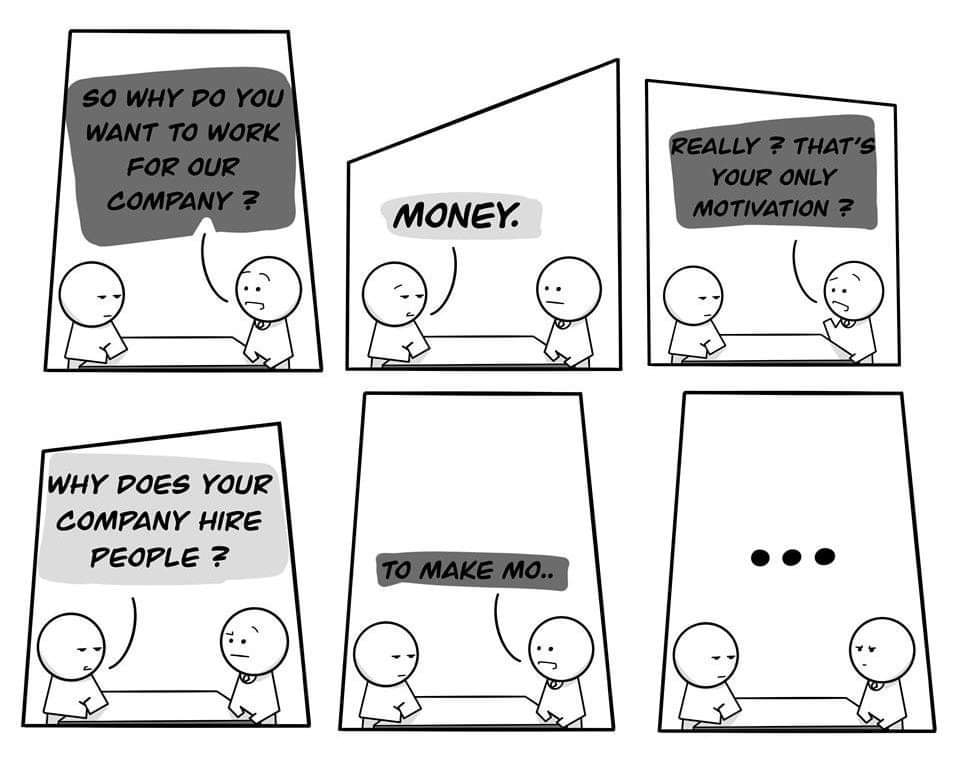 SO WHY DO YOU
WANT TO WORK
FOR OUR
COMPANY ?
MONEY.
REALLY ? THAT'S
YOUR ONLY
MOTIVATION ?
WHY DOES YOUR
COMPANY HIRE
PEOPLE ?
TO MAKE MO..
...